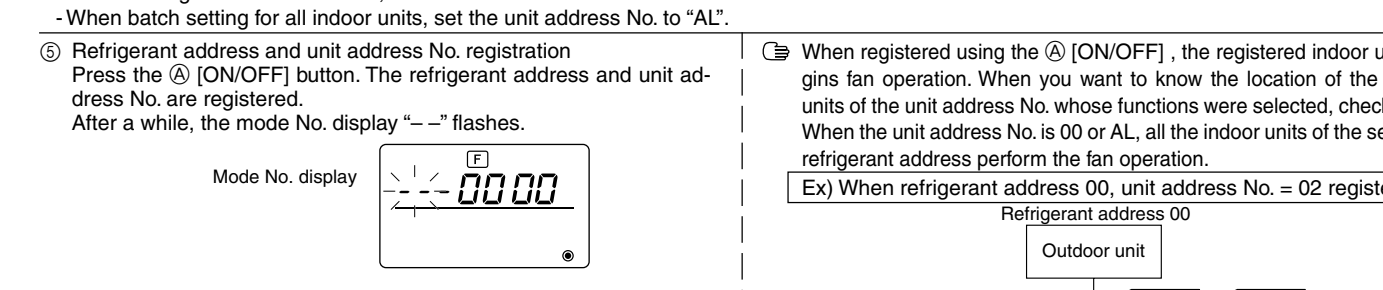 - When batch setting for all indoor units, set the unit address No. to “AL”.
⑤ Refrigerant address and unit address No. registration
Press the Ⓐ [ON/OFF] button. The refrigerant address and unit ad-
dress No. are registered.
After a while, the mode No. display “– –” flashes.
Mode No. display
F
-- 00 00
When registered using the Ⓐ [ON/OFF] , the registered indoor
gins fan operation. When you want to know the location of the
units of the unit address No. whose functions were selected,
When the unit address No. is 00 or AL, all the indoor units of the
refrigerant address perform the fan operation.
Ex) When refrigerant address 00, unit address No. = 02
Refrigerant address 00
Outdoor unit